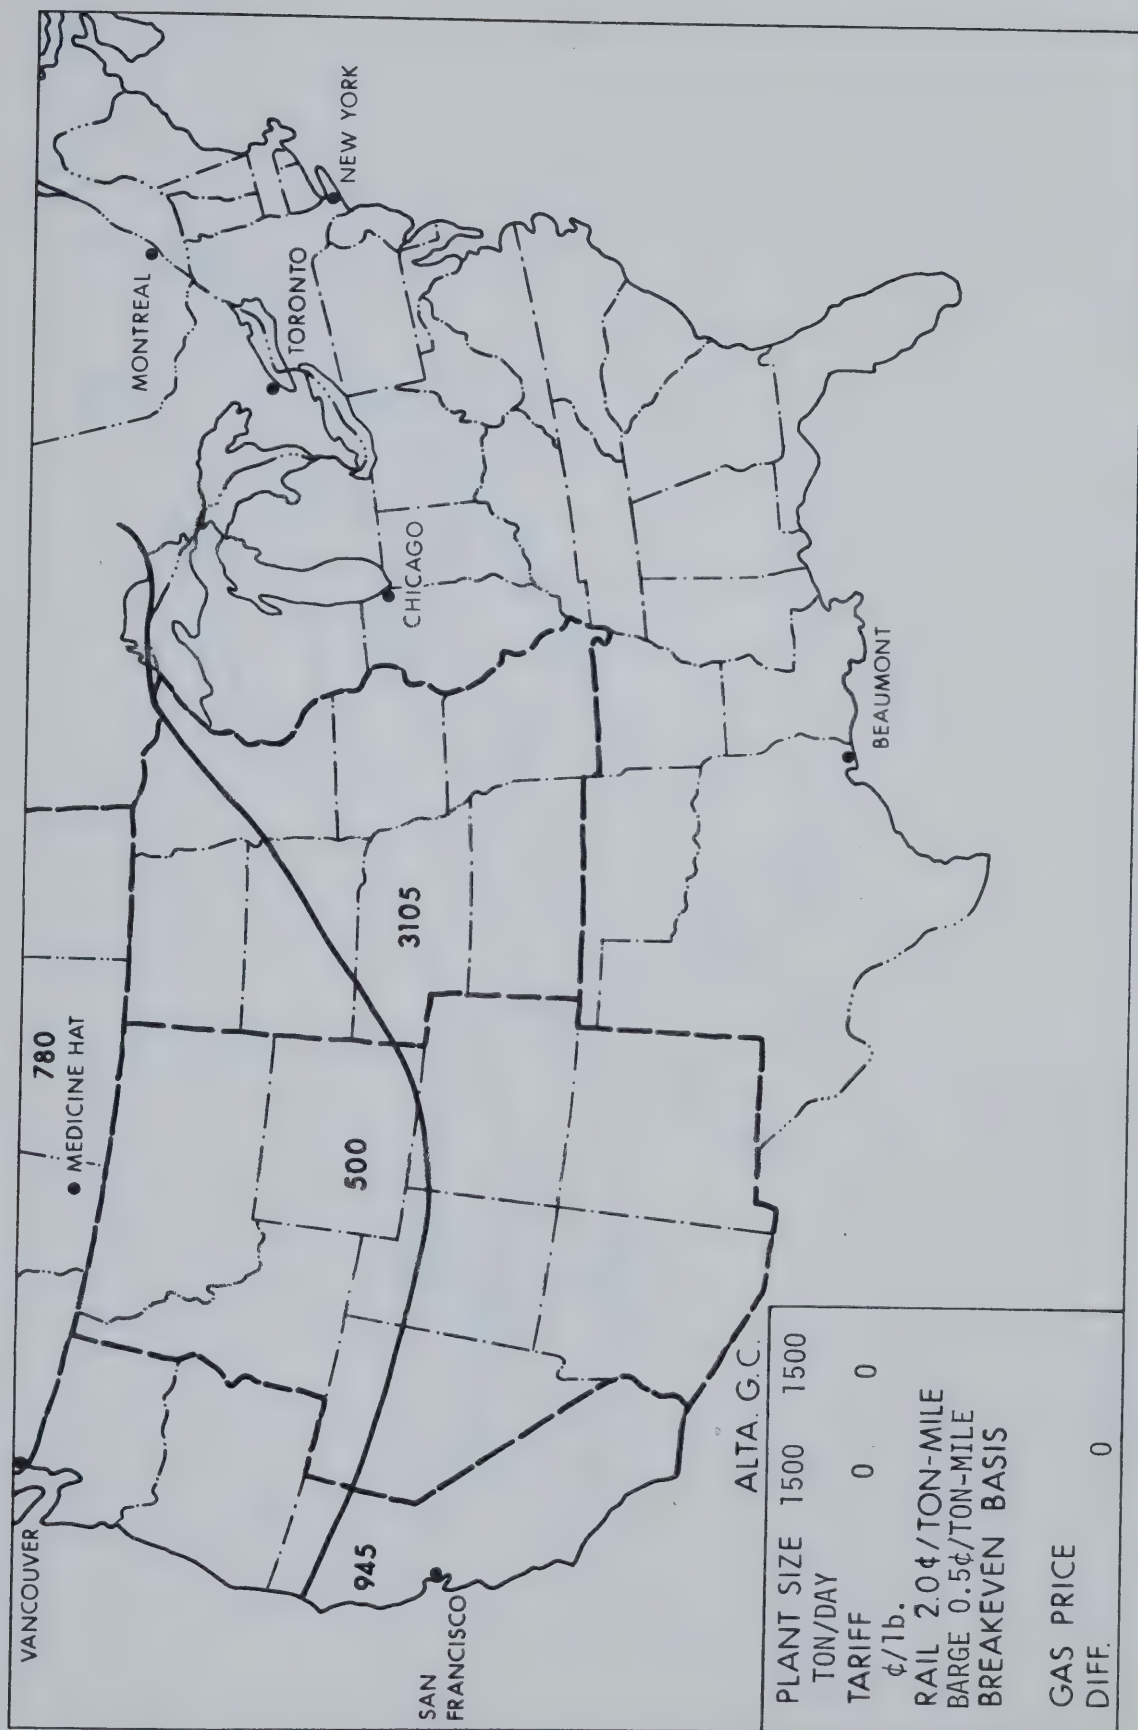 VANCOUVER
780
MEDICINE HAT
MONTREAL
TORONTO
NEW YORK
500
3105
CHICAGO
945
SAN
FRANCISCO
BEAUMONT
ALTA. G.C.
PLANT SIZE 1500 1500
TON/DAY
TARIFF 0 0
¢/lb.
RAIL 2.0¢/TON-MILE
BARGE 0.5¢/TON-MILE
BREAKEVEN BASIS
GAS PRICE 0
DIFF.